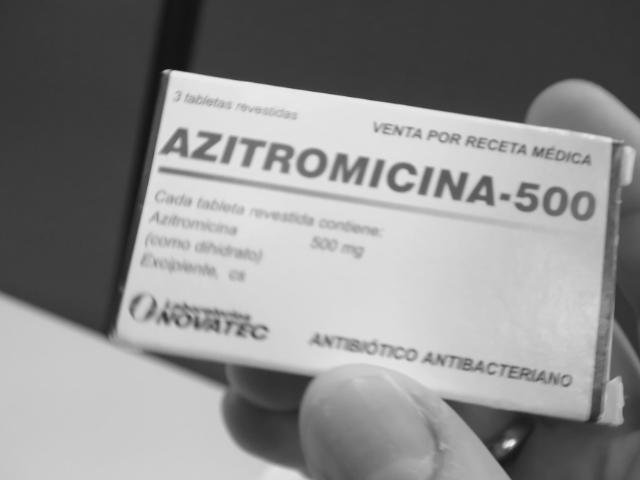 3 tabletas revestidas
VENTA POR RECETA MÉDICA
AZITROMICINA-500
Cada tableta revestida contiene:
Azitromicina 500 mg
(como dihidrato)
Excipiente, cs
Laboratorios
NOVATEC
ANTIBIÓTICO ANTIBACTERIANO